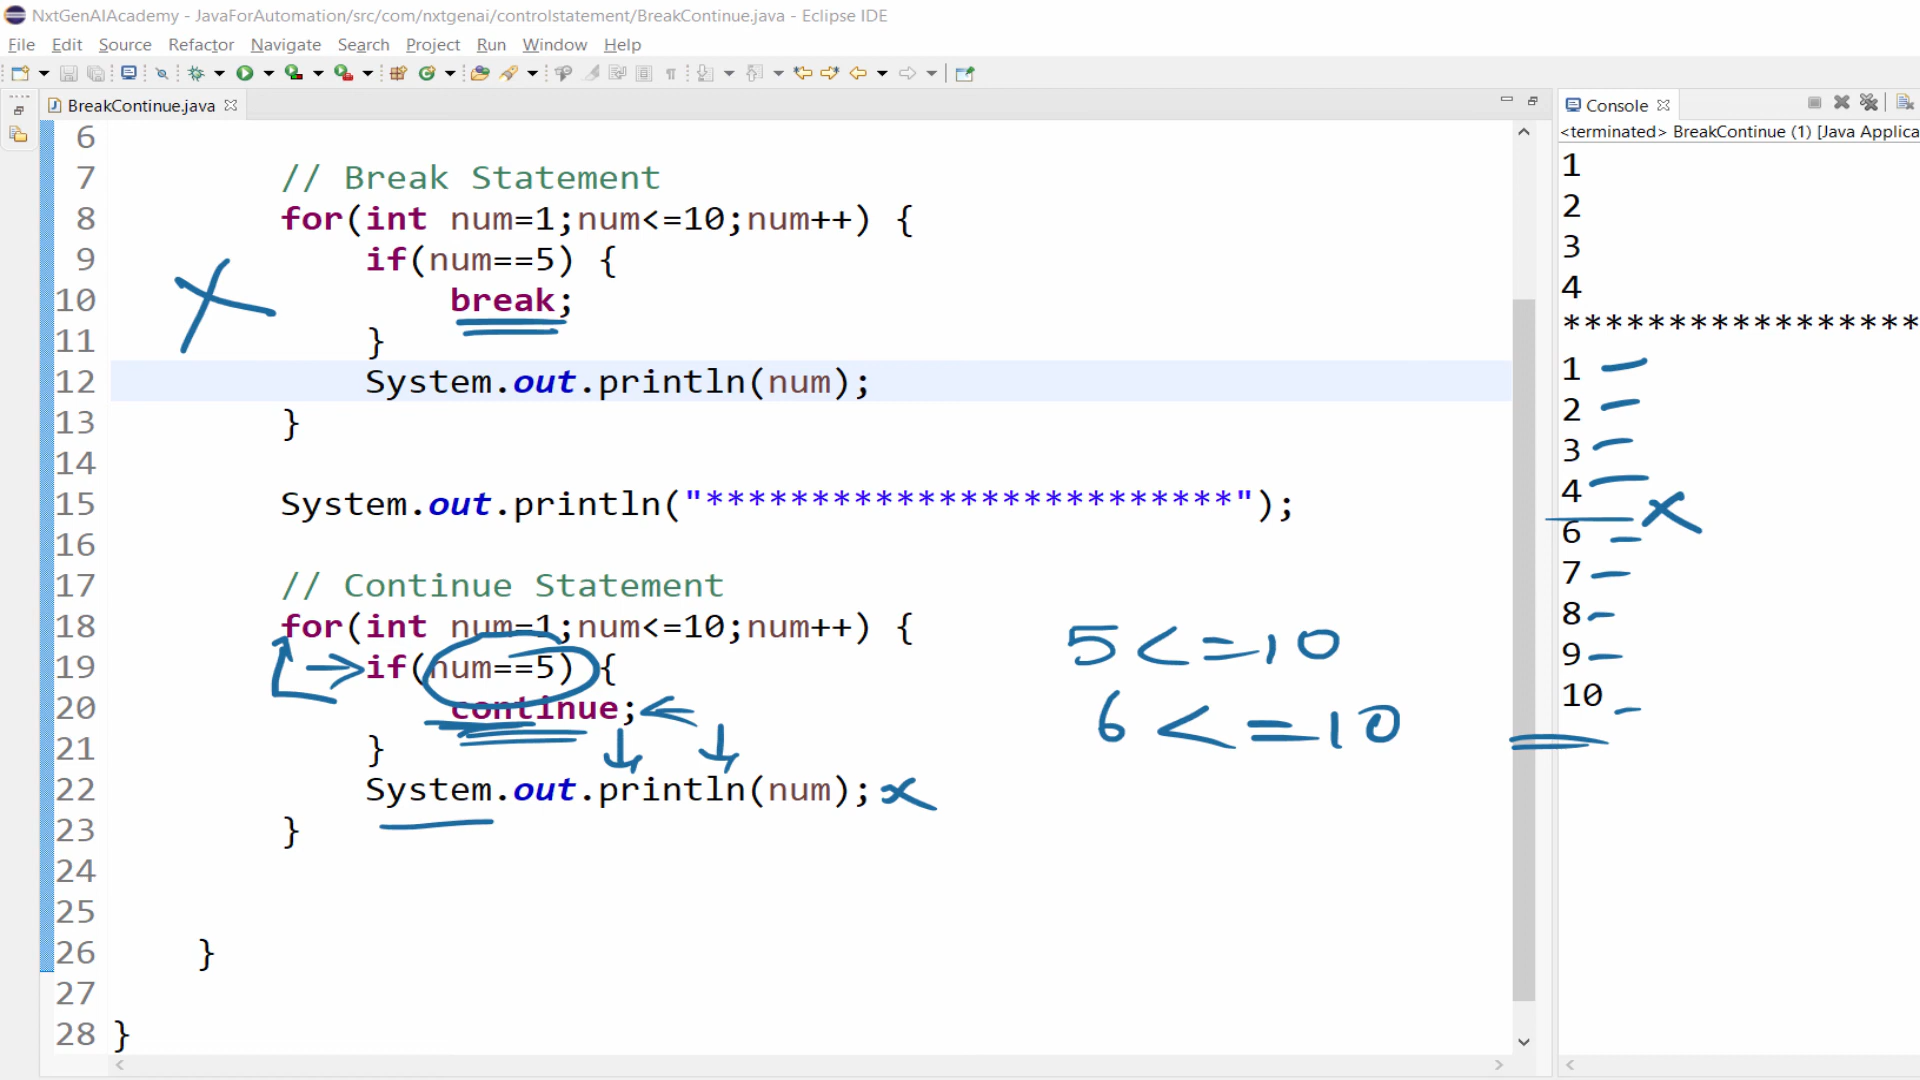 NxtGenAIAcademy - JavaForAutomation/src/com/nxtgenai/controlstatement/BreakContinue.java - Eclipse IDE
File Edit Source Refactor Navigate Search Project Run Window Help
BreakContinue.java
6
7 // Break Statement
8 for(int num=1;num<=10;num++) {
9 if(num==5) {
10 break;
11 }
12 System.out.println(num);
13 }
14
15 System.out.println("*************************");
16
17 // Continue Statement
18 for(int num=1;num<=10;num++) {
19 if(num==5) {
20 continue;
21 }
22 System.out.println(num);
23 }
24
25
26 }
27
28 }
5<=10
6<=10
Console
<terminated> BreakContinue (1) [Java Applica
1
2
3
4
*****************
1
2
3
4
6
7
8
9
10